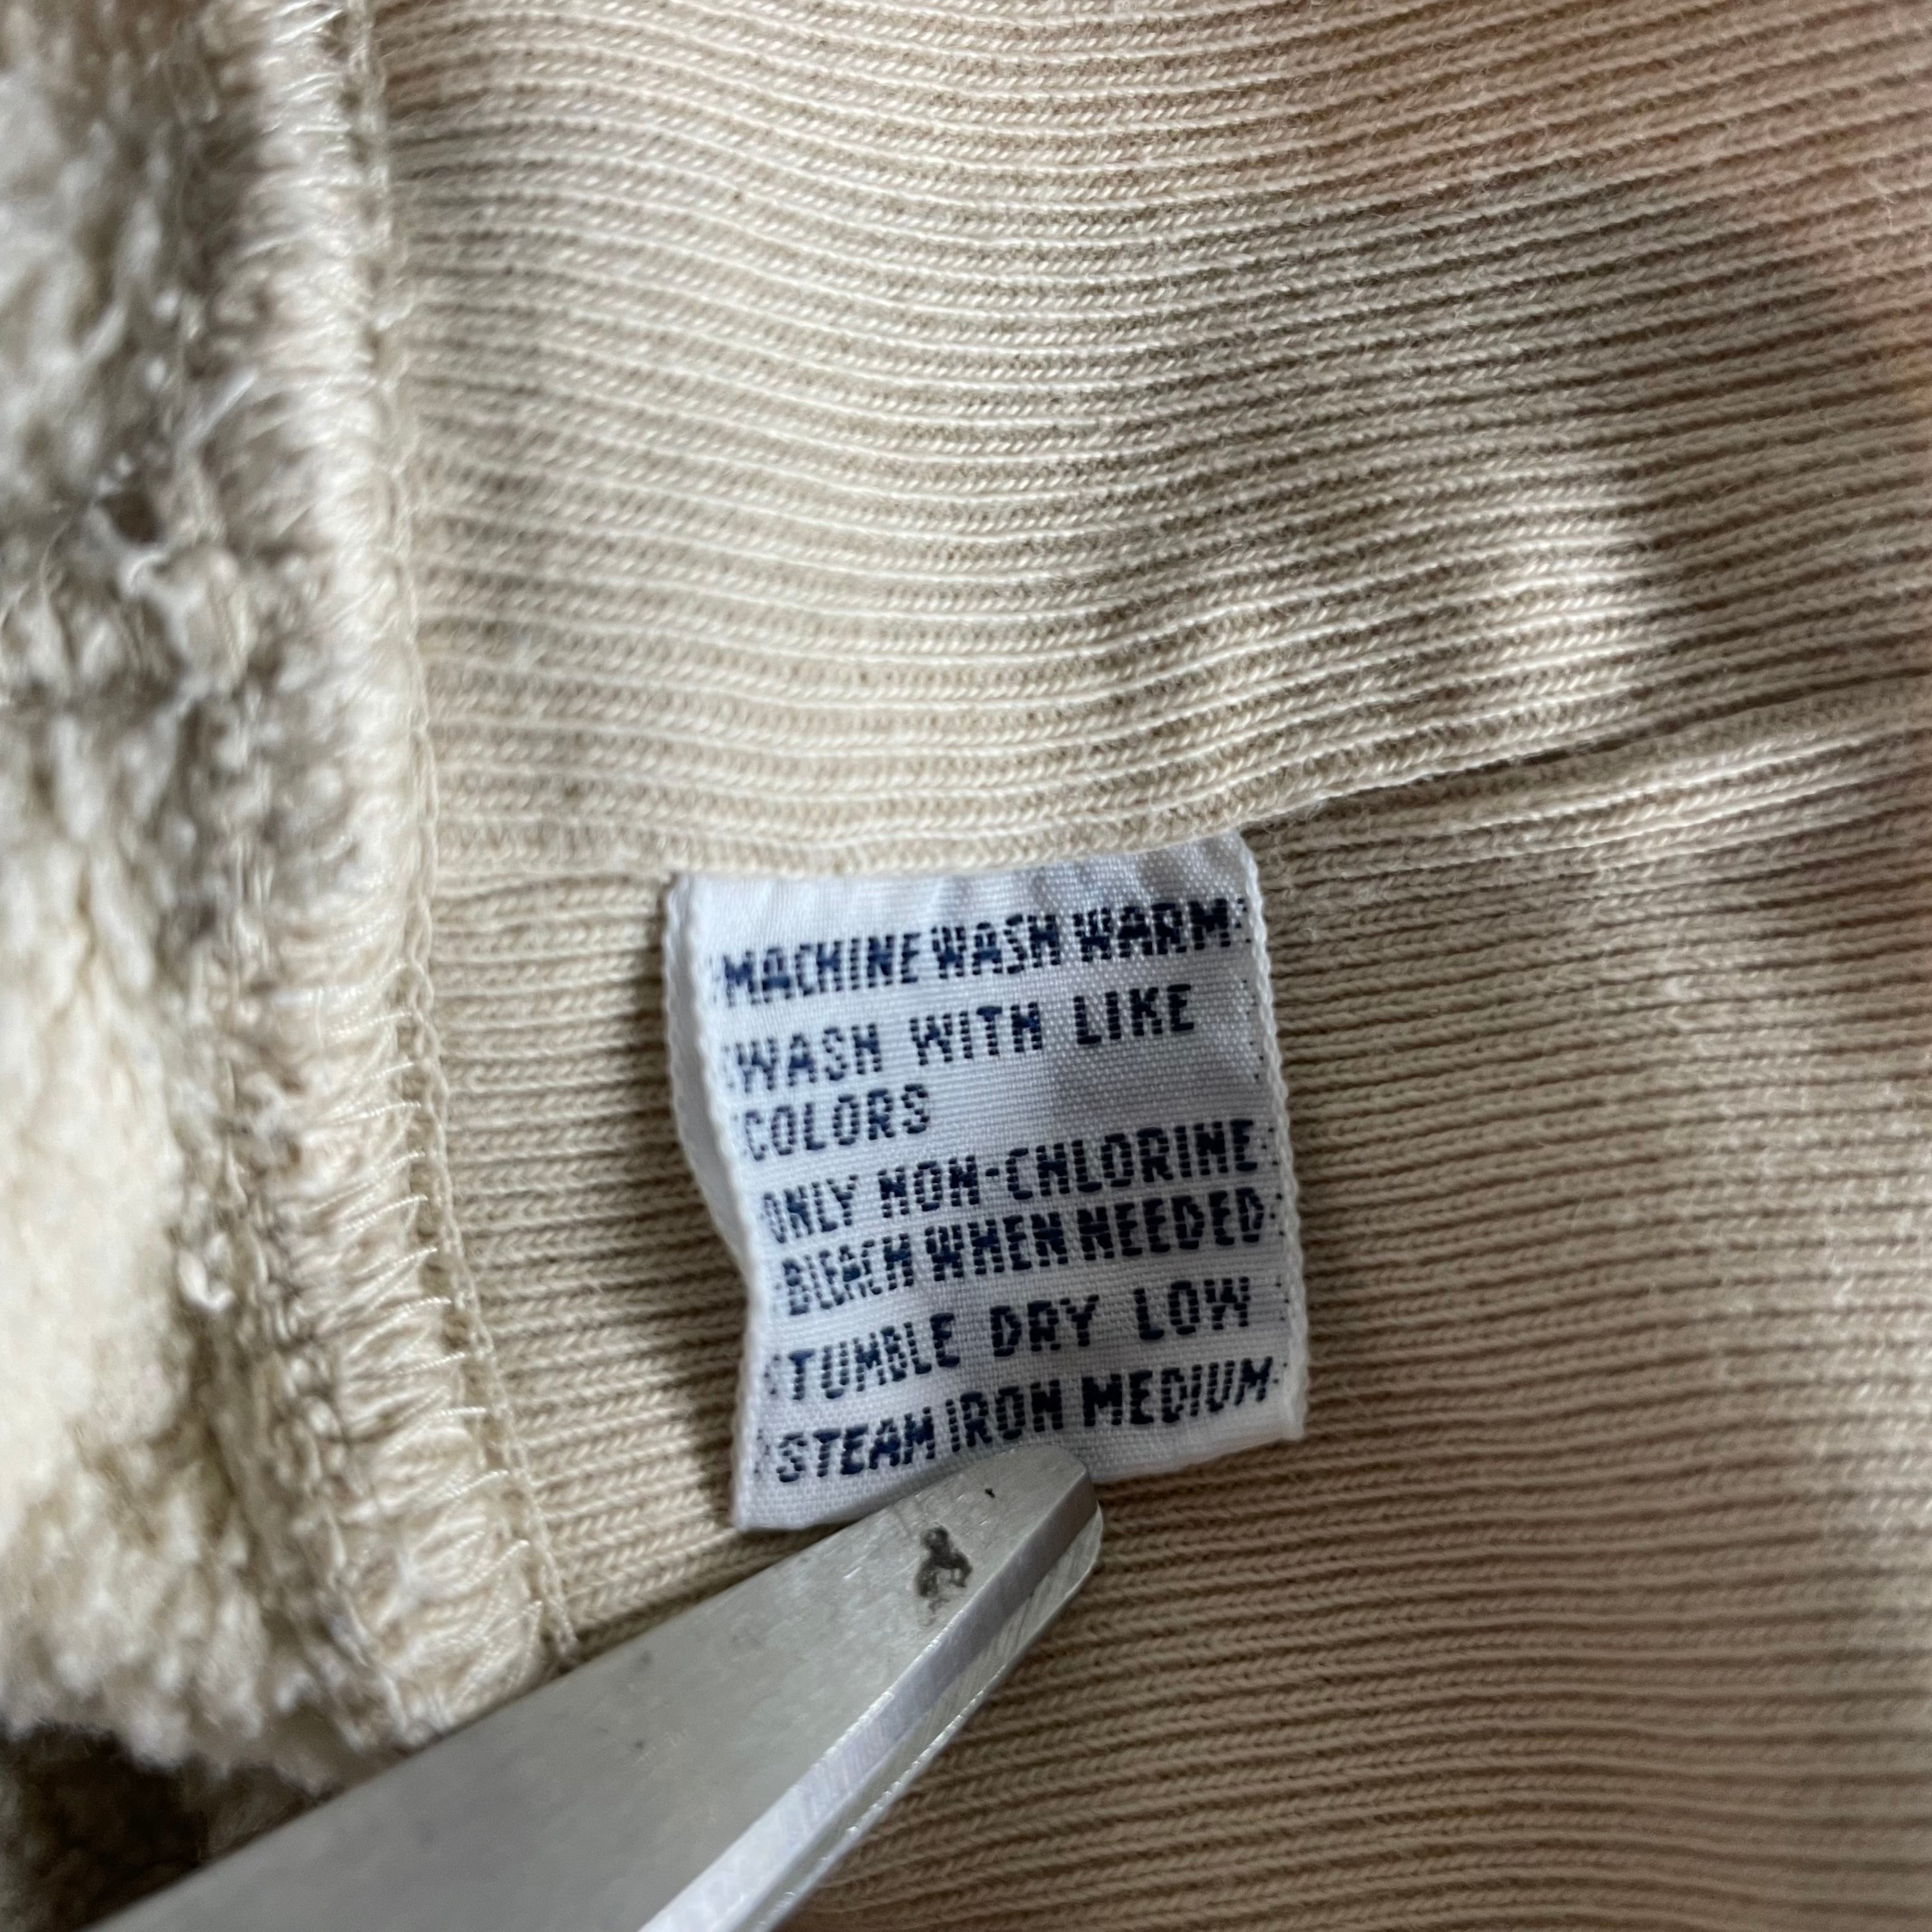 MACHINE WASH WARM
WASH WITH LIKE
COLORS
ONLY NON-CHLORINE
BLEACH WHEN NEEDED
TUMBLE DRY LOW
STEAM IRON MEDIUM